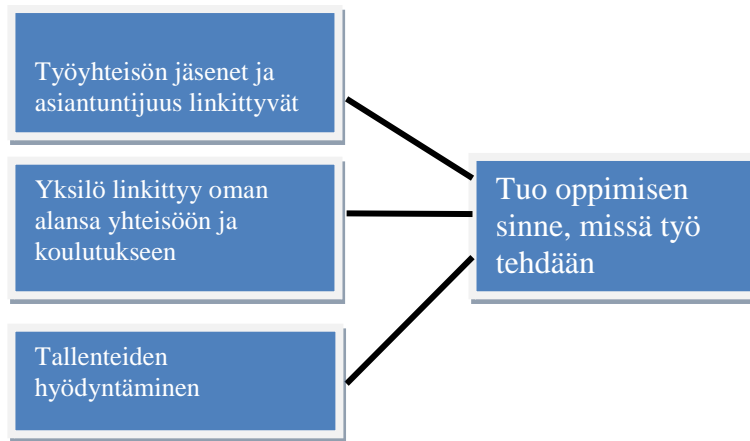 Työyhteisön jäsenet ja
asiantuntijuus linkittyvät
Yksilö linkittyy oman
alansa yhteisöön ja
koulutukseen
Tallenteiden
hyödyntäminen
Tuo oppimisen
sinne, missä työ
tehdään